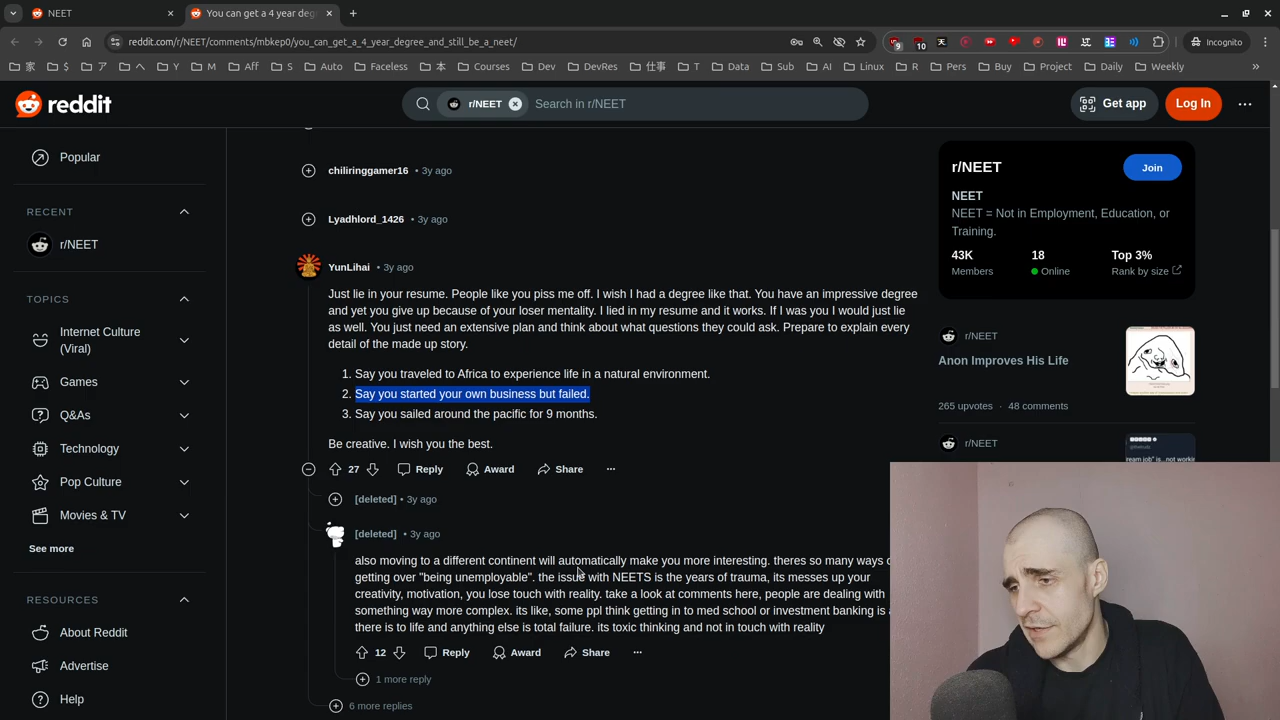 NEET
You can get a 4 year degree
reddit.com/r/NEET/comments/mbkep0/you_can_get_a_4_year_degree_and_still_be_a_neet/
9
10
Incognito
家
$
ア
へ
Y
M
Aff
S
Auto
Faceless
本
Courses
Dev
DevRes
仕事
T
Data
Sub
AI
Linux
R
Pers
Buy
Project
Daily
Weekly
reddit
r/NEET
Search in r/NEET
Get app
Log In
Popular
RECENT
r/NEET
TOPICS
Internet Culture
(Viral)
Games
Q&As
Technology
Pop Culture
Movies & TV
See more
RESOURCES
About Reddit
Advertise
Help
chiliringgamer16 • 3y ago
Lyadhlord_1426 • 3y ago
YunLihai • 3y ago
Just lie in your resume. People like you piss me off. I wish I had a degree like that. You have an impressive degree
and yet you give up because of your loser mentality. I lied in my resume and it works. If I was you I would just lie
as well. You just need an extensive plan and think about what questions they could ask. Prepare to explain every
detail of the made up story.
1. Say you traveled to Africa to experience life in a natural environment.
2. Say you started your own business but failed.
3. Say you sailed around the pacific for 9 months.
Be creative. I wish you the best.
27 Reply Award Share
[deleted] • 3y ago
[deleted] • 3y ago
also moving to a different continent will automatically make you more interesting. theres so many ways
getting over "being unemployable". the issue with NEETS is the years of trauma, its messes up your
creativity, motivation, you lose touch with reality. take a look at comments here, people are dealing with
something way more complex. its like, some ppl think getting in to med school or investment banking is
there is to life and anything else is total failure. its toxic thinking and not in touch with reality
12 Reply Award Share
1 more reply
6 more replies
r/NEET
Join
NEET
NEET = Not in Employment, Education, or
Training.
43K
Members
18
Online
Top 3%
Rank by size
r/NEET
Anon Improves His Life
265 upvotes • 48 comments
r/NEET